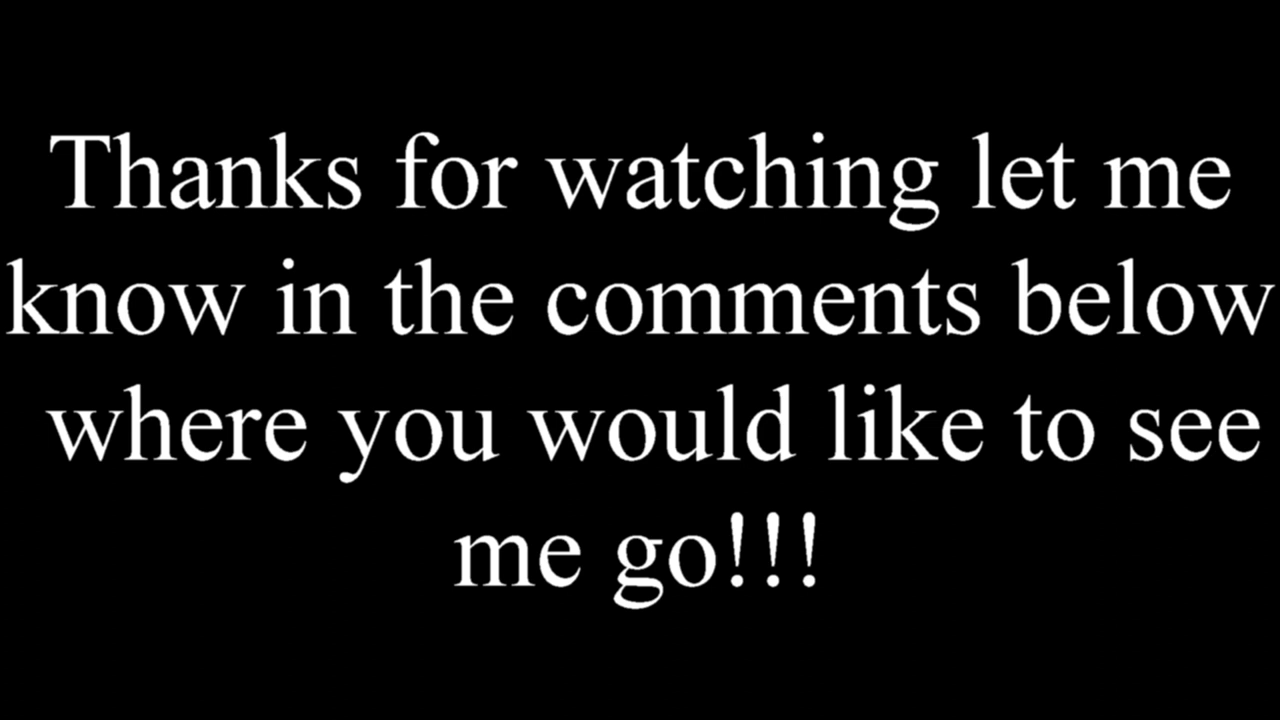 Thanks for watching let me
know in the comments below
where you would like to see
me go!!!